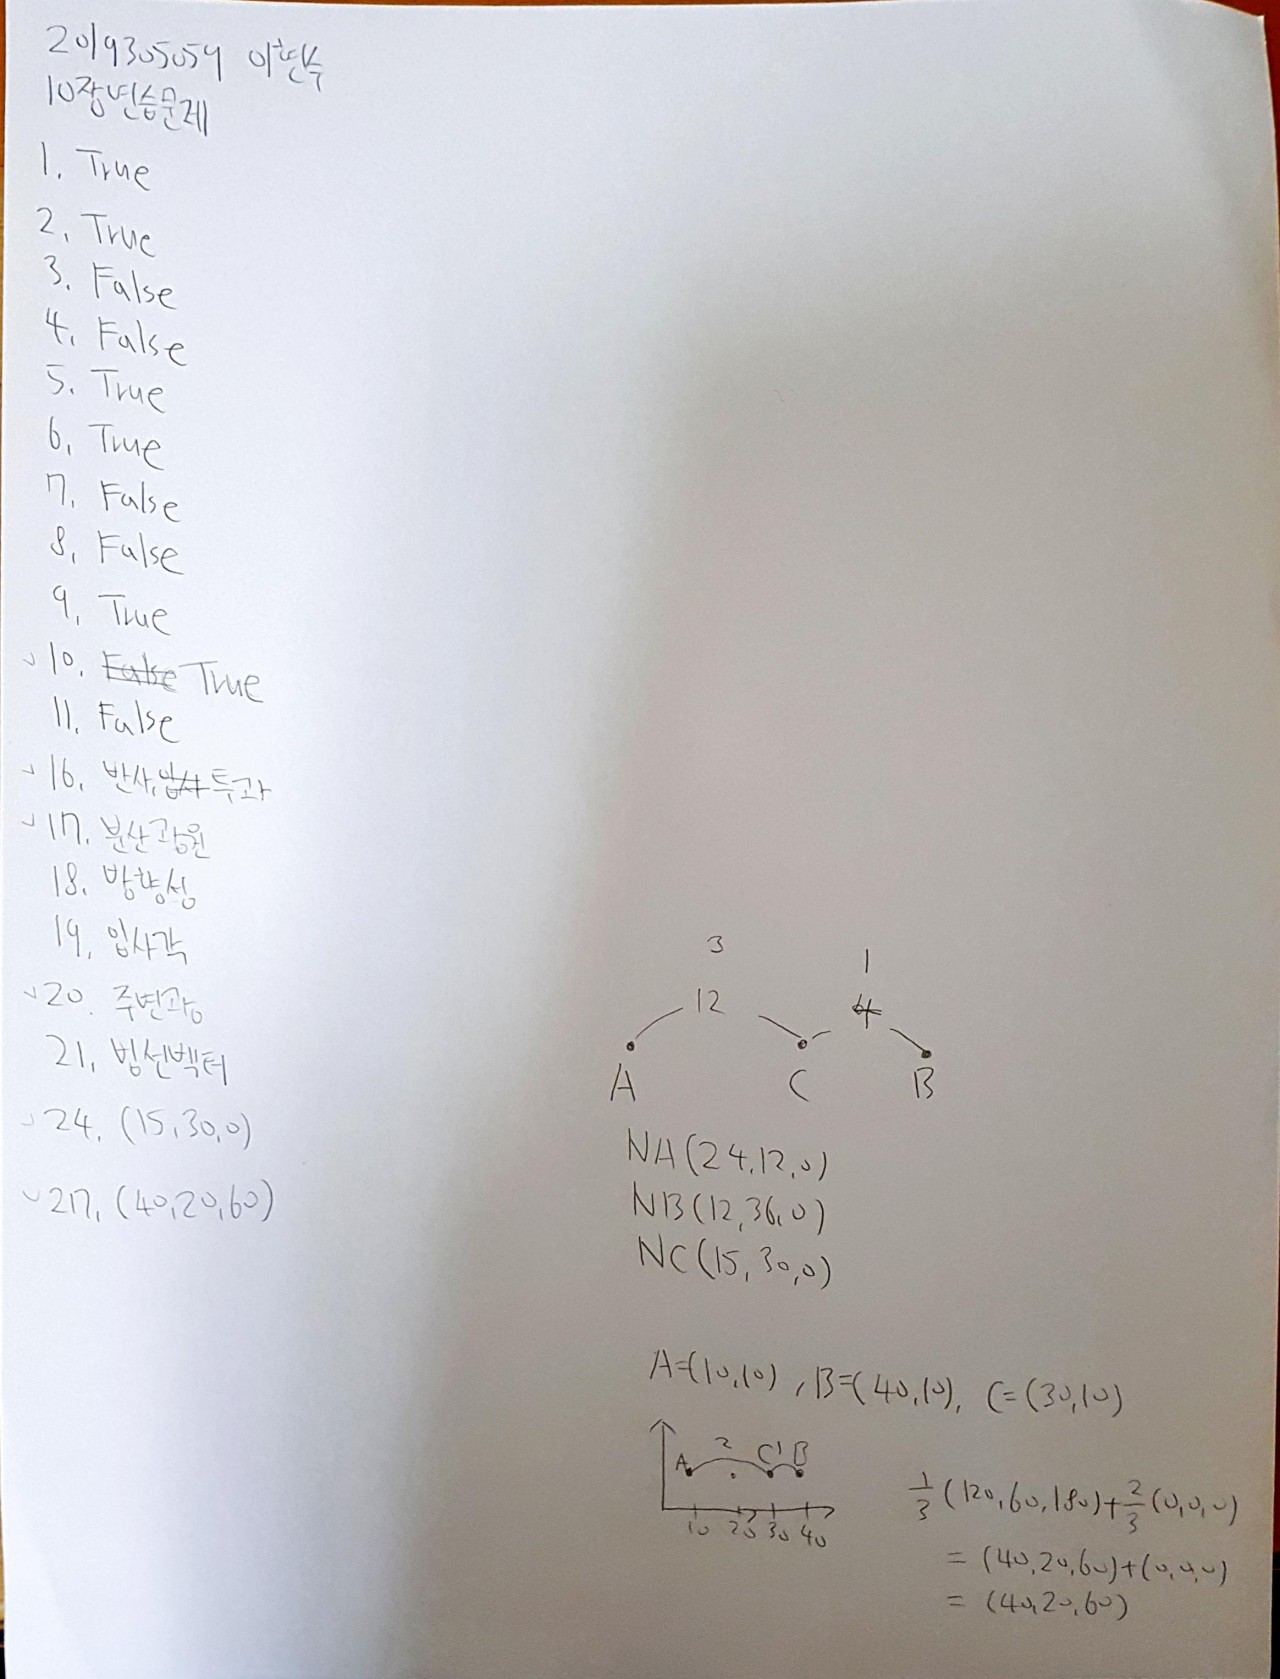 2019305059 이현수
10장연습문제
1. True
2. True
3. False
4. False
5. True
6. True
7. False
8. False
9. True
10. False True
11. False
16. 반사, 입사 투과
17. 분산광원
18. 방향성
19. 입사각
20. 주변광
21. 법선벡터
24. (15,30,0)
27. (40,20,60)
3 1
12 4
A C B
NA(24,12,0)
NB(12,36,0)
NC(15,30,0)
A=(10,10), B=(40,10), C=(30,10)
A 2 C 1 B
10 20 30 40
1/3 (120,60,180)+2/3 (0,0,0)
= (40,20,60)+(0,0,0)
= (40,20,60)